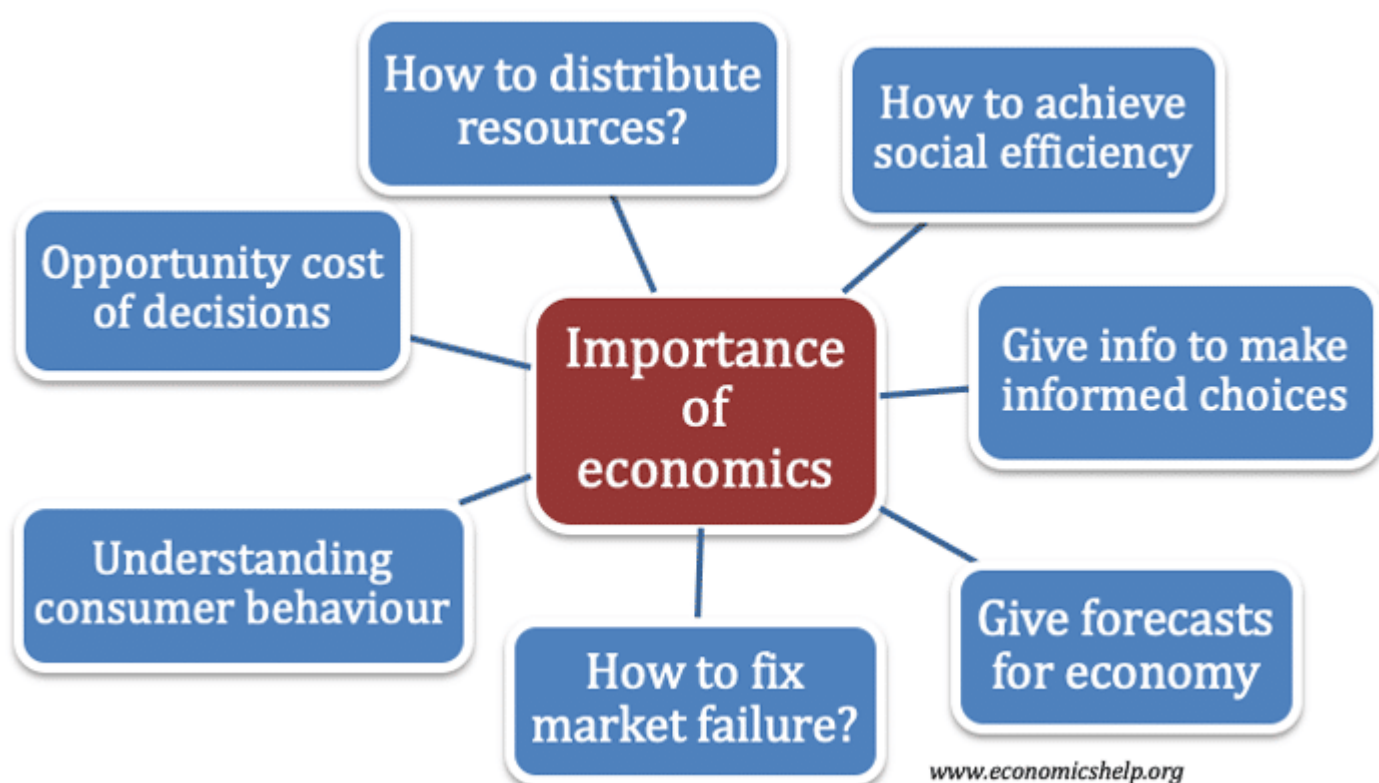 How to distribute
resources?
How to achieve
social efficiency
Opportunity cost
of decisions
Importance
of
economics
Give info to make
informed choices
Understanding
consumer behaviour
How to fix
market failure?
Give forecasts
for economy
www.economicshelp.org